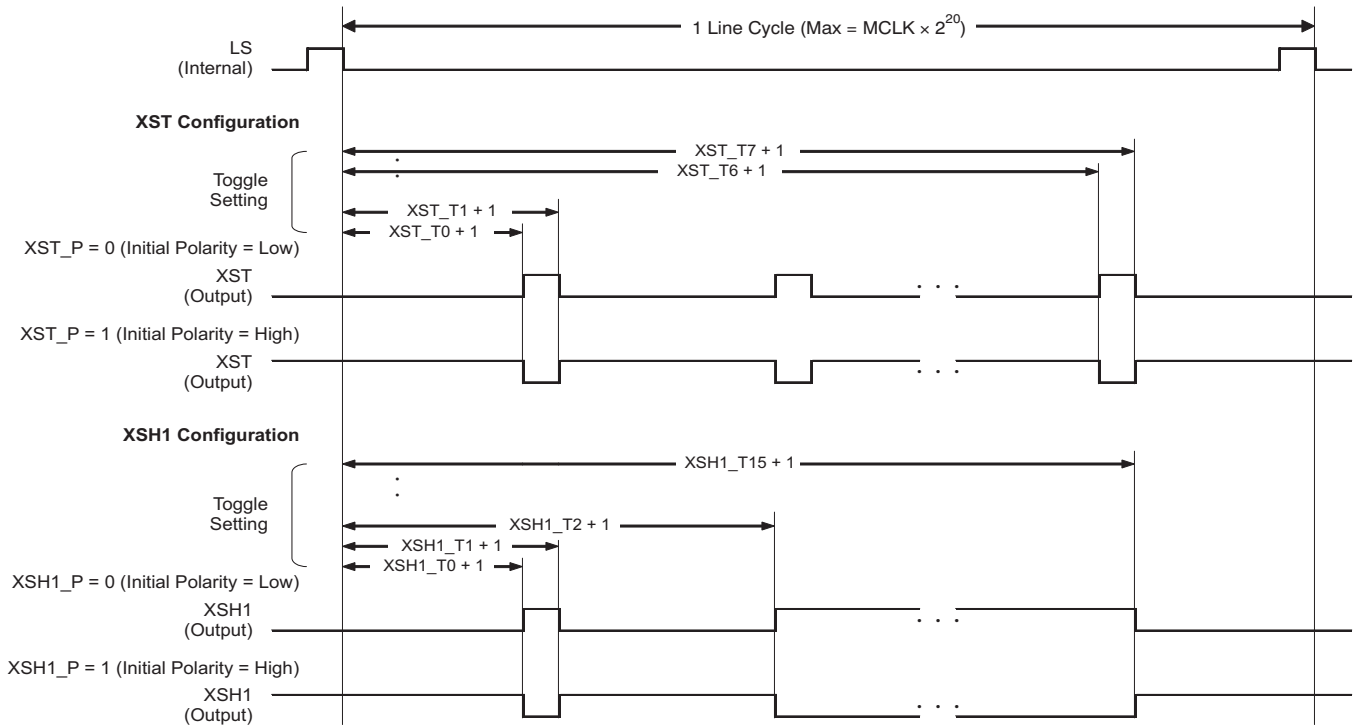 1 Line Cycle (Max = MCLK × 2^20)
LS
(Internal)
XST Configuration
XST_T7 + 1
XST_T6 + 1
Toggle
Setting
XST_T1 + 1
XST_T0 + 1
XST_P = 0 (Initial Polarity = Low)
XST
(Output)
XST_P = 1 (Initial Polarity = High)
XST
(Output)
XSH1 Configuration
XSH1_T15 + 1
Toggle
Setting
XSH1_T2 + 1
XSH1_T1 + 1
XSH1_T0 + 1
XSH1_P = 0 (Initial Polarity = Low)
XSH1
(Output)
XSH1_P = 1 (Initial Polarity = High)
XSH1
(Output)